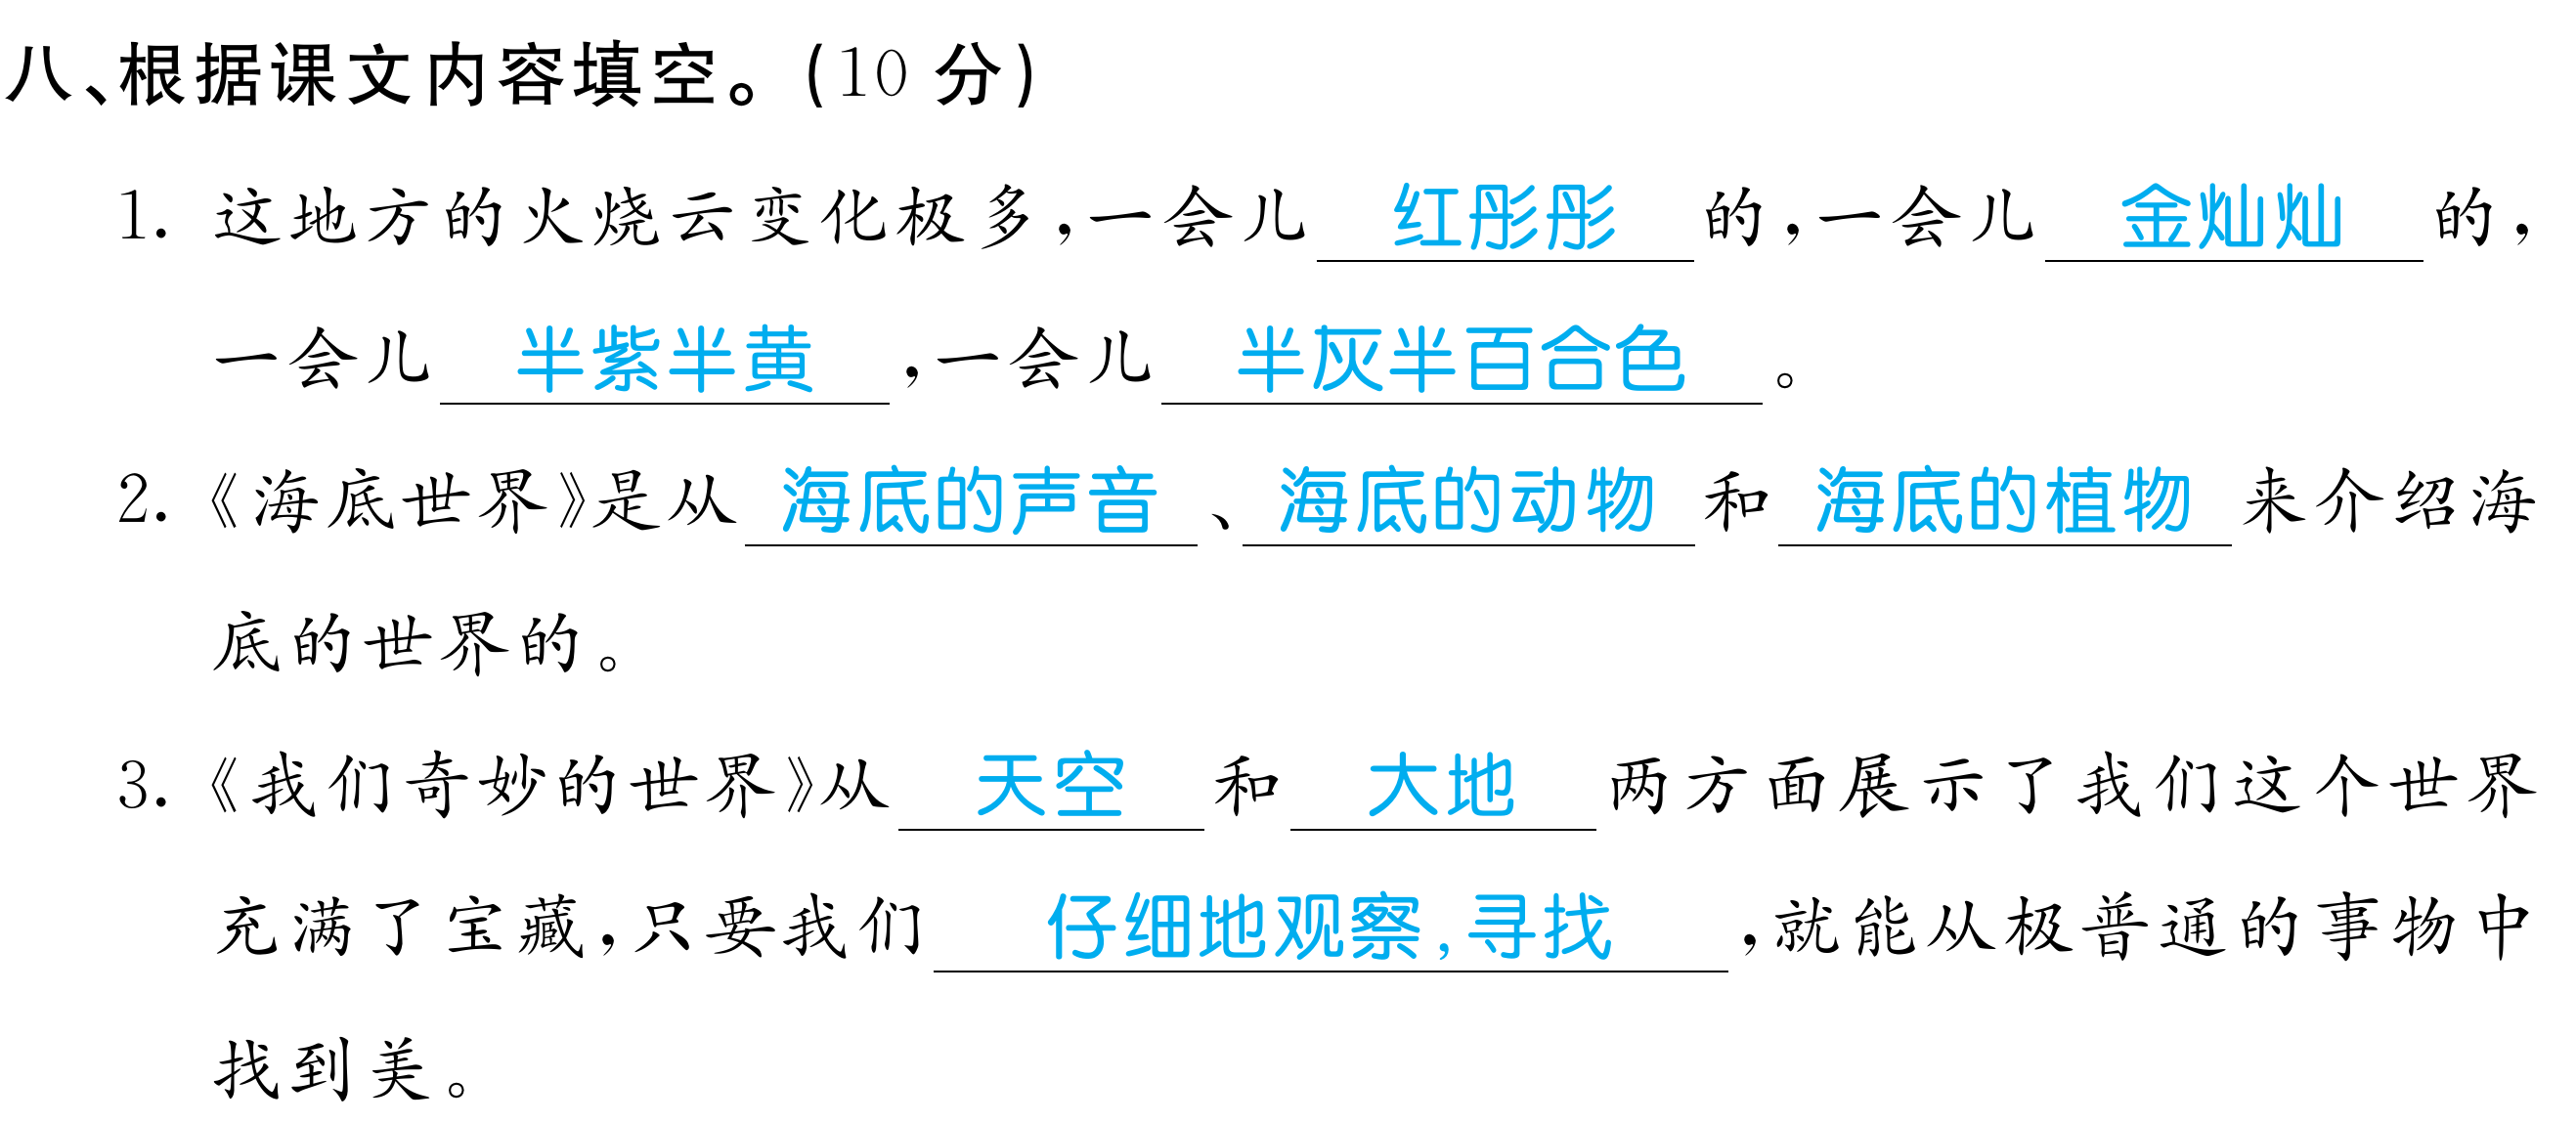 八、根据课文内容填空。(10 分)
1. 这地方的火烧云变化极多,一会儿 红彤彤 的,一会儿 金灿灿 的,
一会儿 半紫半黄 ,一会儿 半灰半百合色 。
2.《海底世界》是从 海底的声音 、 海底的动物 和 海底的植物 来介绍海
底的世界的。
3.《我们奇妙的世界》从 天空 和 大地 两方面展示了我们这个世界
充满了宝藏,只要我们 仔细地观察,寻找 ,就能从极普通的事物中
找到美。